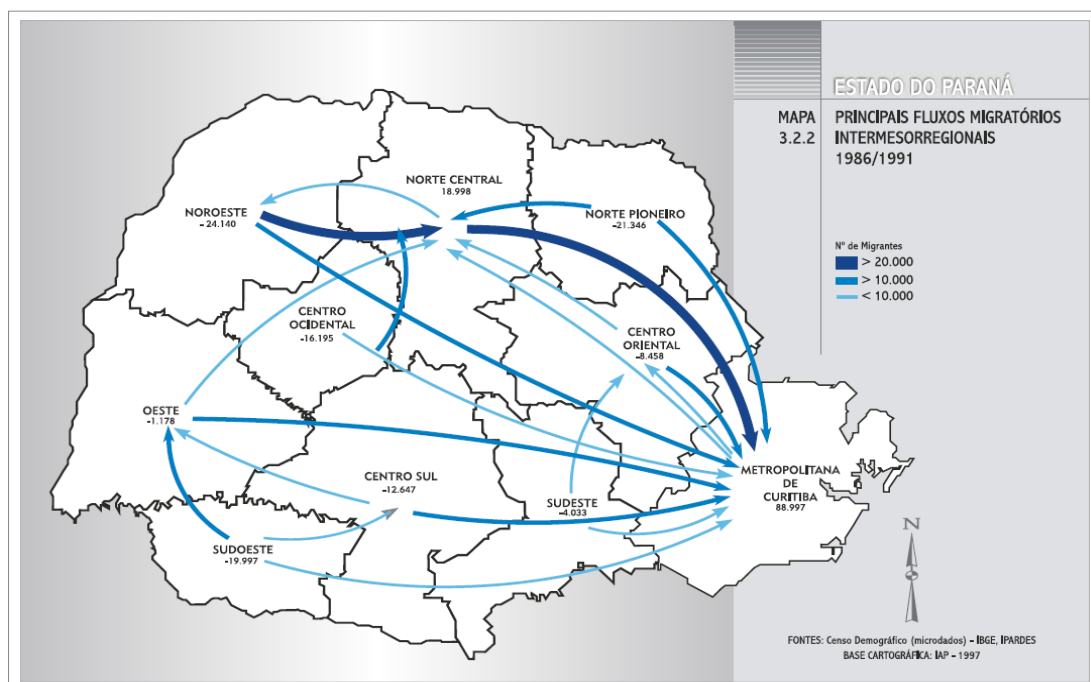 ESTADO DO PARANÁ
MAPA
3.2.2
PRINCIPAIS FLUXOS MIGRATÓRIOS
INTERMESORREGIONAIS
1986/1991
Nº de Migrantes
> 20.000
> 10.000
< 10.000
NORTE CENTRAL
18.998
NOROESTE
-24.140
NORTE PIONEIRO
-21.346
CENTRO
OCIDENTAL
-16.195
CENTRO
ORIENTAL
-8.458
OESTE
-1.178
CENTRO SUL
-12.647
METROPOLITANA
DE
CURITIBA
88.997
SUDESTE
-4.033
SUDOESTE
-19.997
N
FONTES: Censo Demográfico (microdados) - IBGE, IPARDES
BASE CARTOGRÁFICA: IAP - 1997